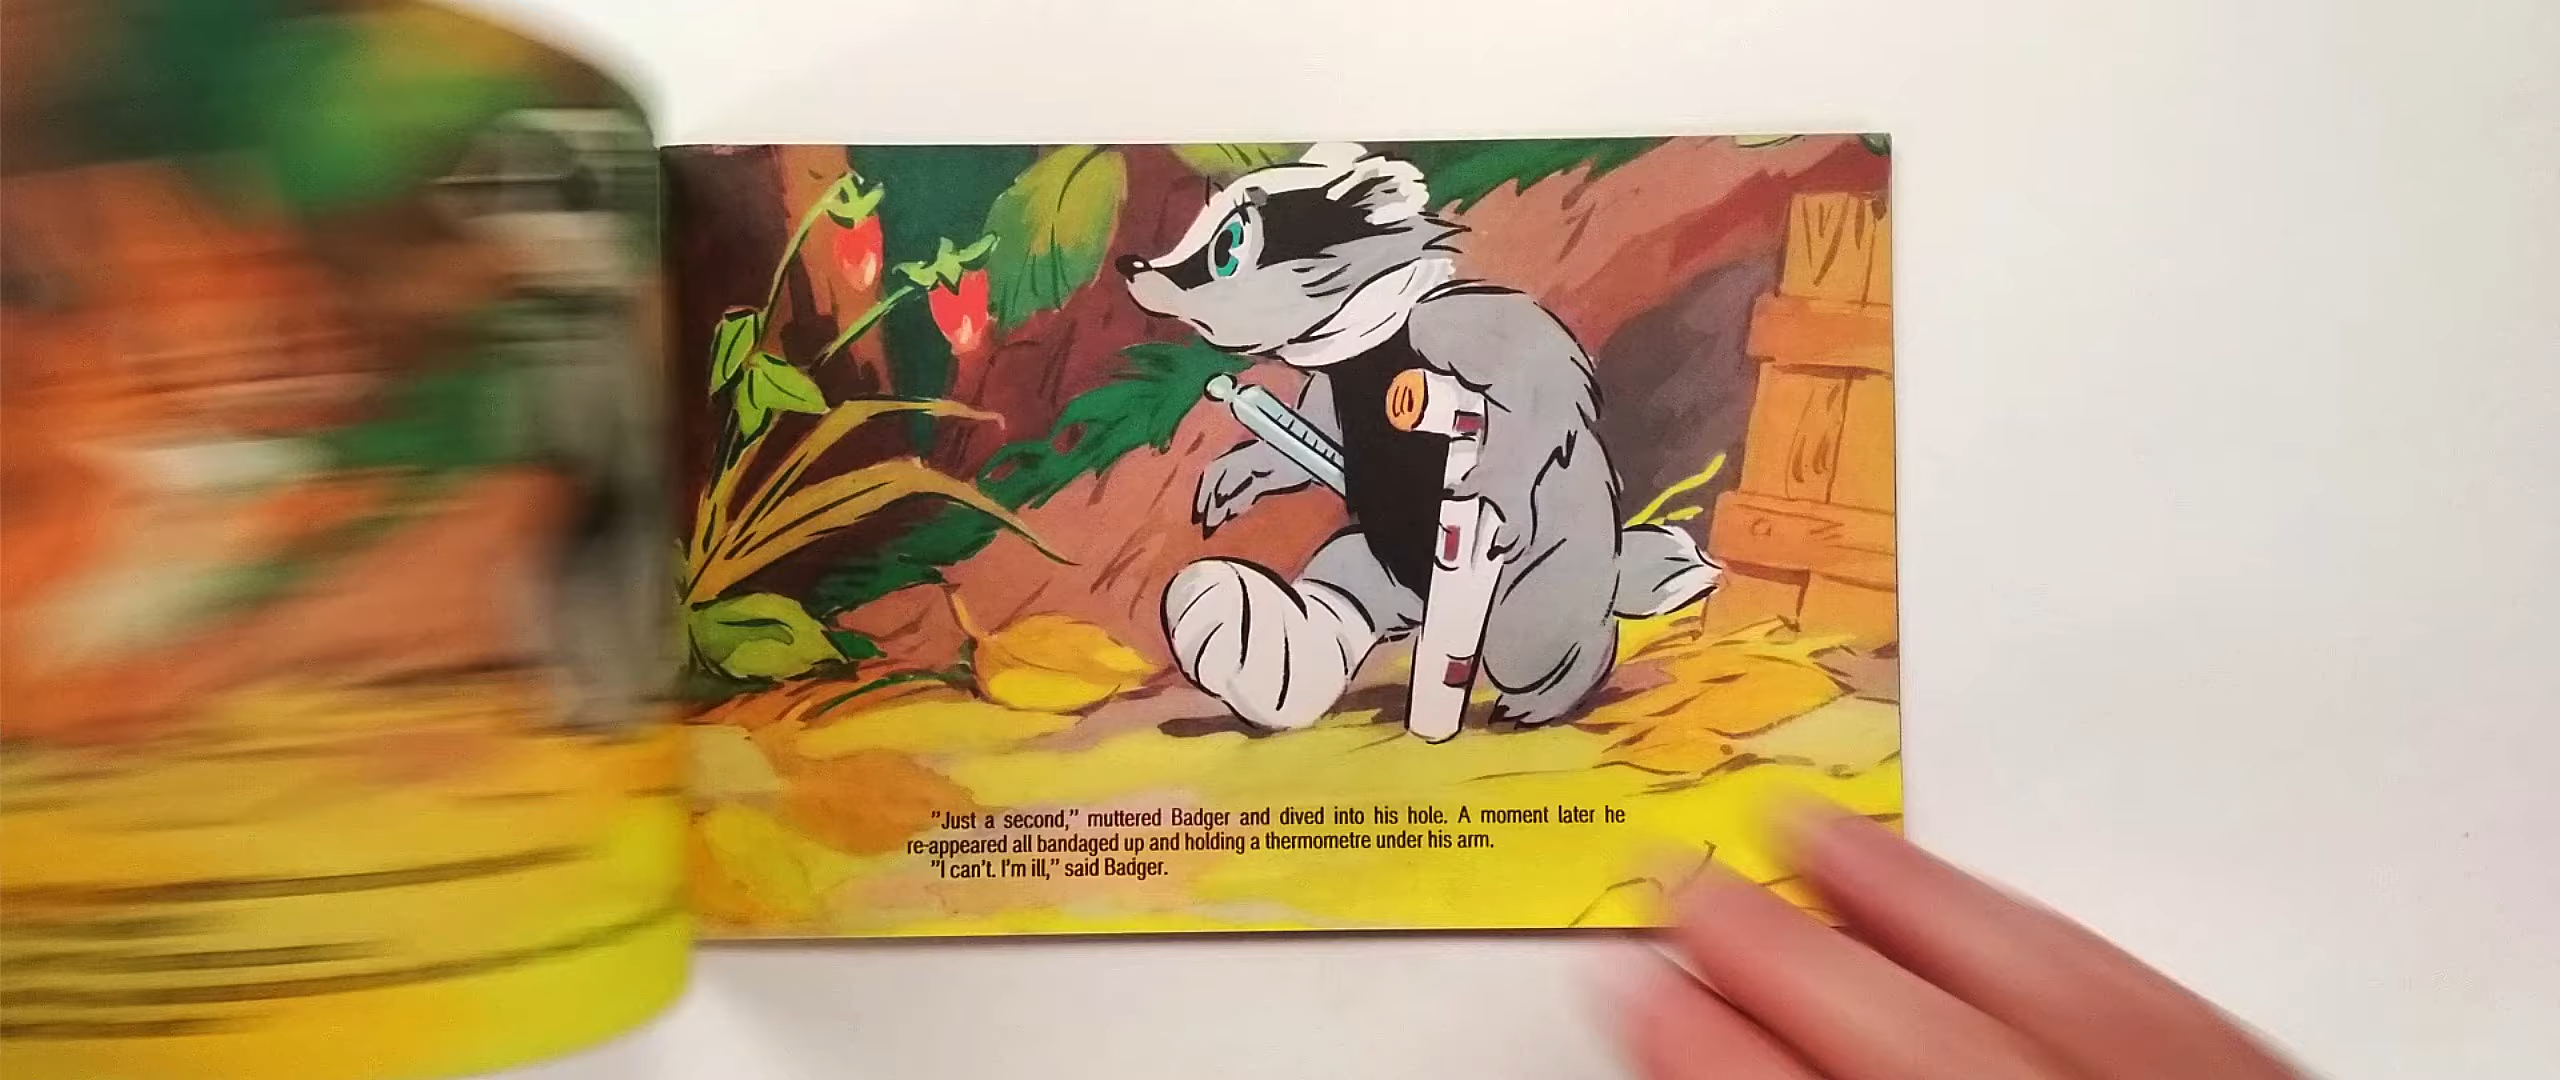 "Just a second," muttered Badger and dived into his hole. A moment later he
re-appeared all bandaged up and holding a thermometre under his arm.
"I can't. I'm ill," said Badger.